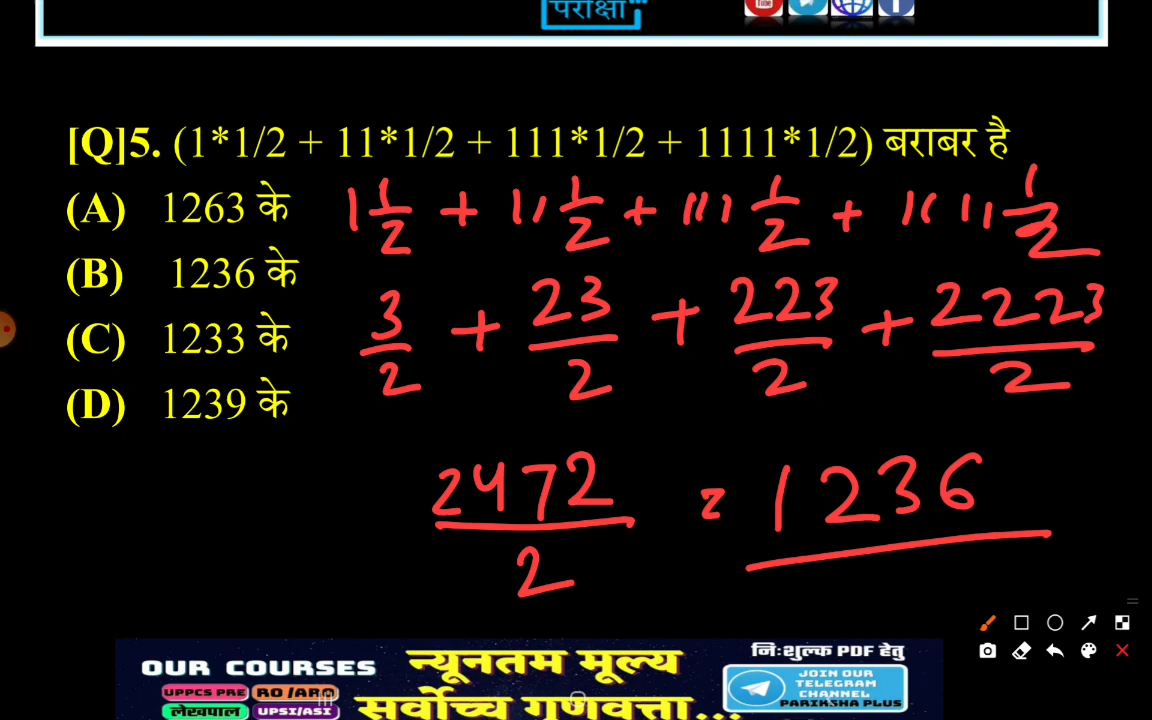 परीक्षा
[Q]5. (1*1/2 + 11*1/2 + 111*1/2 + 1111*1/2) बराबर है
(A) 1263 के
1 1/2 + 11 1/2 + 111 1/2 + 1111 1/2
(B) 1236 के
3/2 + 23/2 + 223/2 + 2223/2
(C) 1233 के
(D) 1239 के
2472/2 = 1236
OUR COURSES
UPPCS PRE RO /ARO
लेखपाल UPSI/ASI
न्यूनतम मूल्य
सर्वोच्च गुणवत्ता...
निःशुल्क PDF हेतु
JOIN OUR
TELEGRAM
CHANNEL
PARIKSHA PLUS